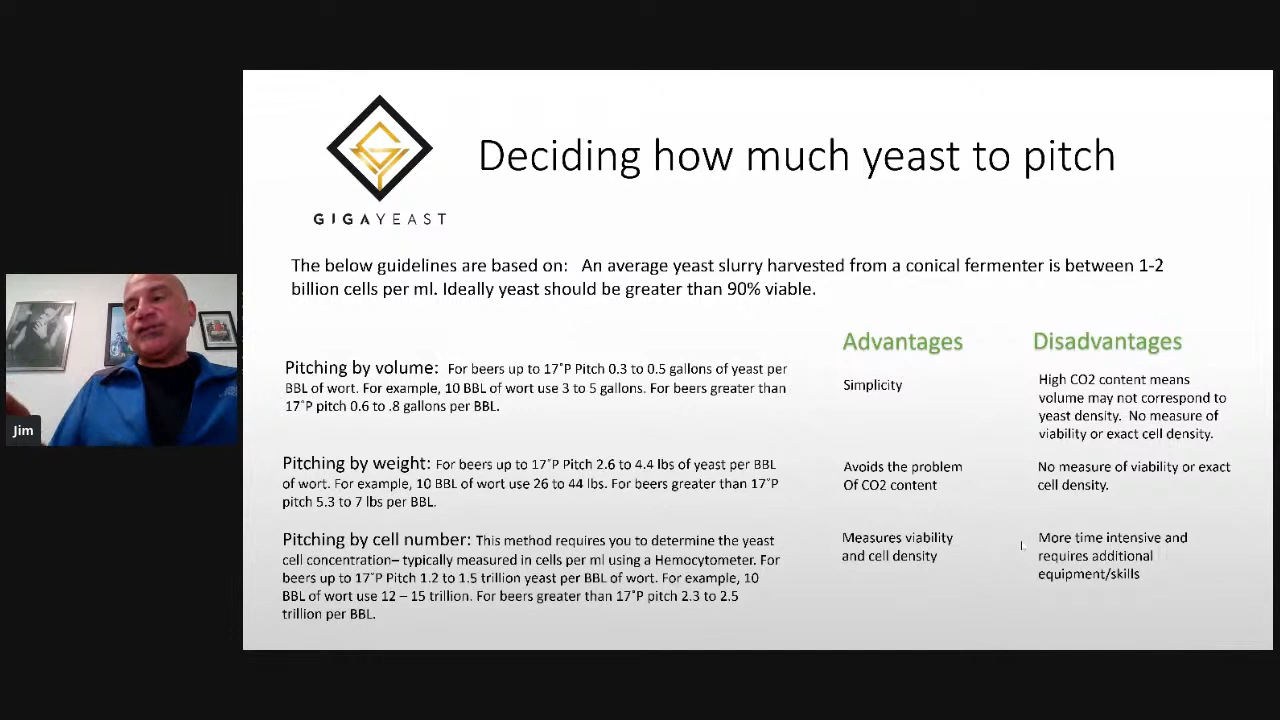 GIGAYEAST
Deciding how much yeast to pitch
The below guidelines are based on: An average yeast slurry harvested from a conical fermenter is between 1-2
billion cells per ml. Ideally yeast should be greater than 90% viable.
Advantages
Disadvantages
Pitching by volume: For beers up to 17˚P Pitch 0.3 to 0.5 gallons of yeast per
BBL of wort. For example, 10 BBL of wort use 3 to 5 gallons. For beers greater than
17˚P pitch 0.6 to .8 gallons per BBL.
Simplicity
High CO2 content means
volume may not correspond to
yeast density. No measure of
viability or exact cell density.
Pitching by weight: For beers up to 17˚P Pitch 2.6 to 4.4 lbs of yeast per BBL
of wort. For example, 10 BBL of wort use 26 to 44 lbs. For beers greater than 17˚P
pitch 5.3 to 7 lbs per BBL.
Avoids the problem
Of CO2 content
No measure of viability or exact
cell density.
Pitching by cell number: This method requires you to determine the yeast
cell concentration– typically measured in cells per ml using a Hemocytometer. For
beers up to 17˚P Pitch 1.2 to 1.5 trillion yeast per BBL of wort. For example, 10
BBL of wort use 12 – 15 trillion. For beers greater than 17˚P pitch 2.3 to 2.5
trillion per BBL.
Measures viability
and cell density
More time intensive and
requires additional
equipment/skills
Jim